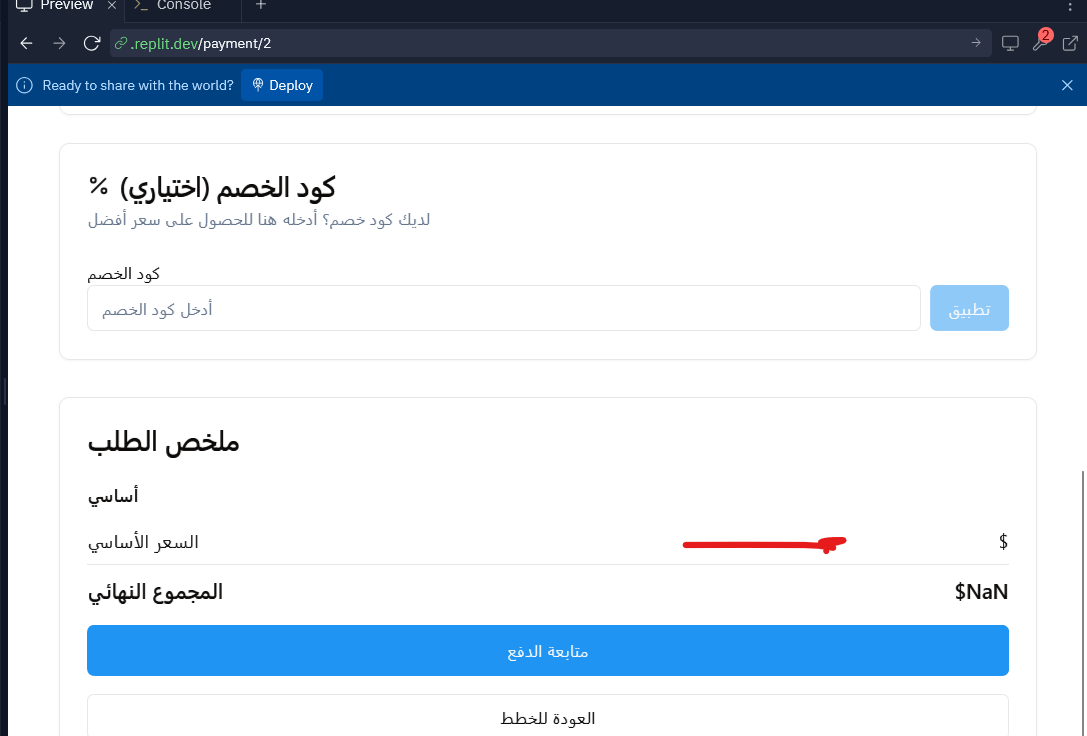 Preview
Console
.replit.dev/payment/2
2
Ready to share with the world?
Deploy
كود الخصم (اختياري) %
لديك كود خصم؟ أدخله هنا للحصول على سعر أفضل
كود الخصم
أدخل كود الخصم
تطبيق
ملخص الطلب
أساسي
السعر الأساسي
$
المجموع النهائي
$NaN
متابعة الدفع
العودة للخطط